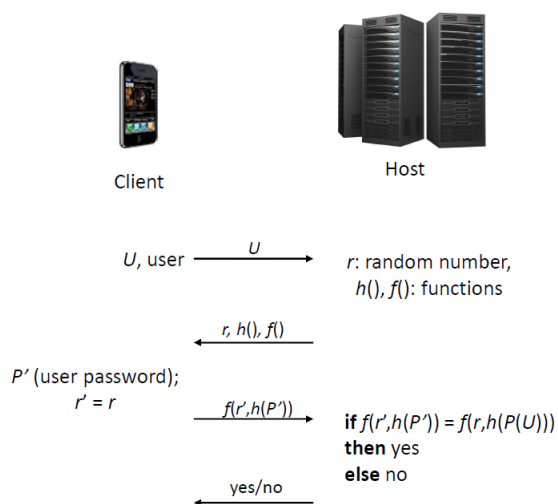 Client
Host
U, user
U
r: random number,
h(), f(): functions
r, h(), f()
P’ (user password);
r’ = r
f(r’,h(P’))
if f(r’,h(P’) = f(r,h(P(U)))
then yes
else no
yes/no